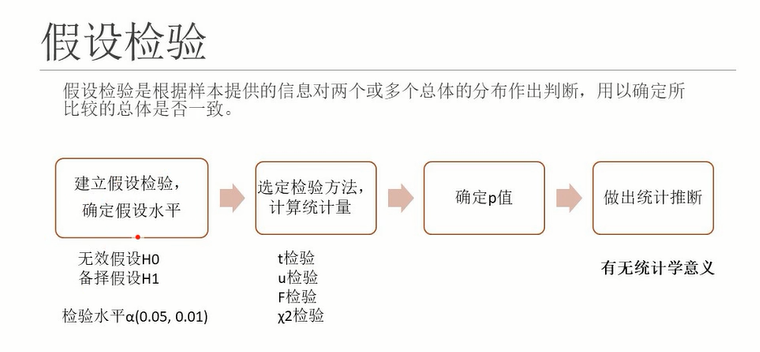 假设检验
假设检验是根据样本提供的信息对两个或多个总体的分布作出判断，用以确定所
比较的总体是否一致。
建立假设检验，
确定假设水平
选定检验方法，
计算统计量
确定p值
做出统计推断
无效假设H0
备择假设H1
检验水平α(0.05, 0.01)
t检验
u检验
F检验
χ2检验
有无统计学意义